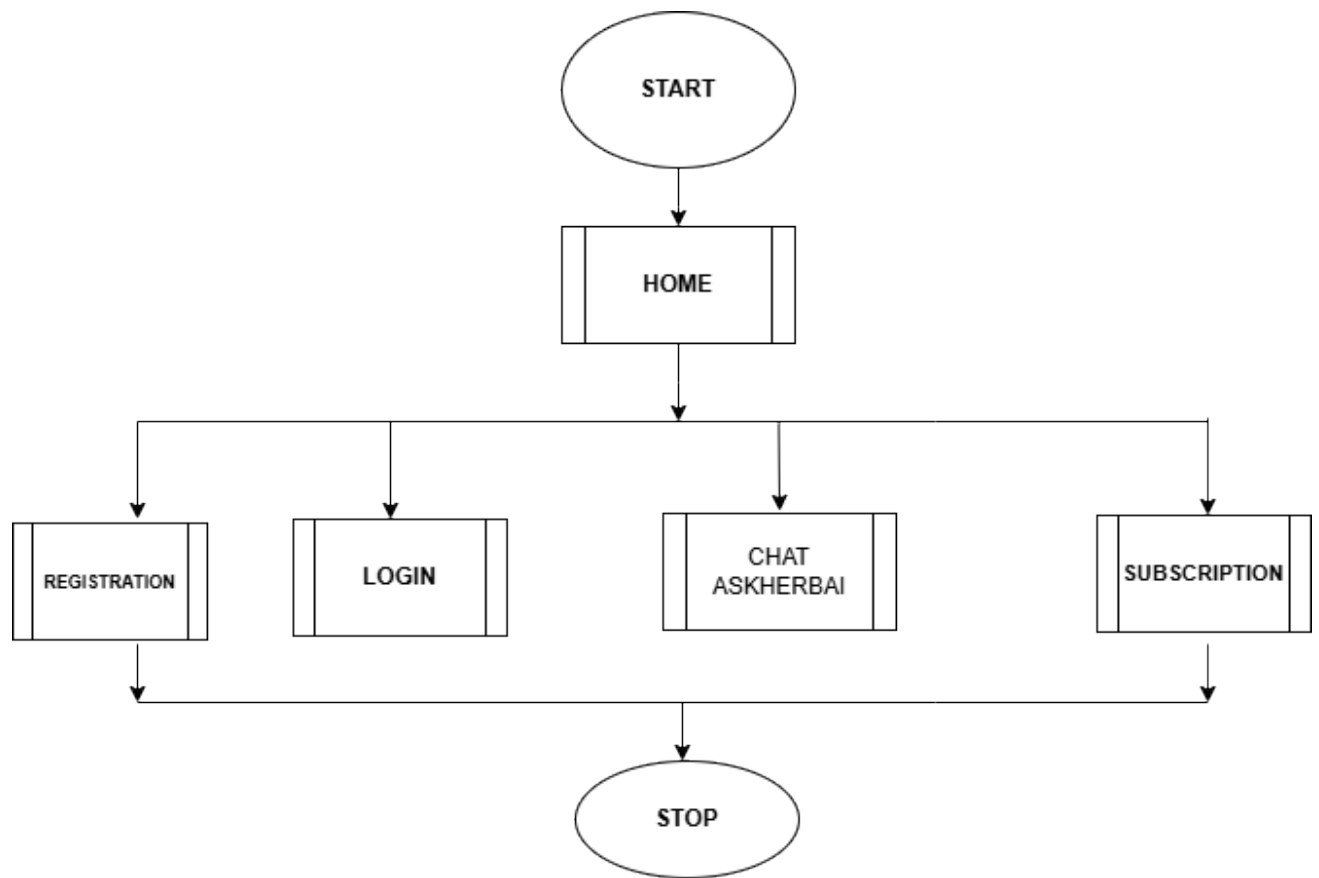 START
HOME
REGISTRATION
LOGIN
CHAT
ASKHERBAI
SUBSCRIPTION
STOP